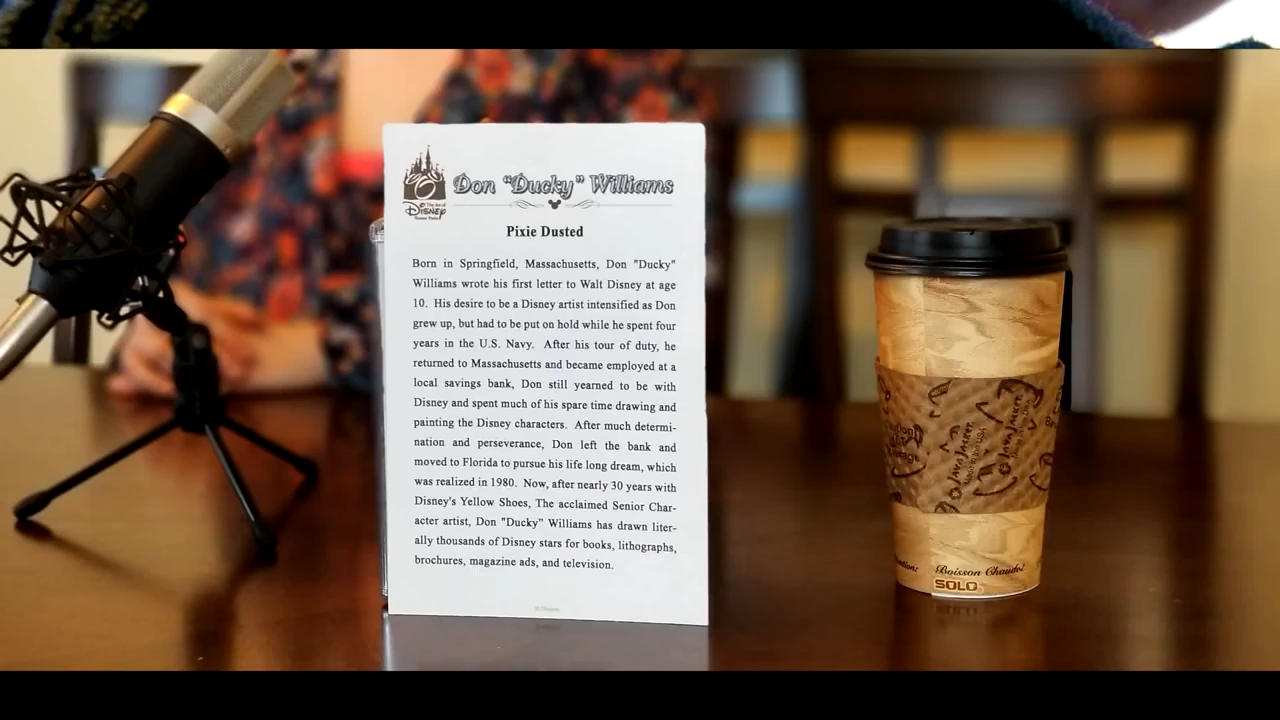 The Art of
DISNEY
Theme Parks
Don "Ducky" Williams
Pixie Dusted
Born in Springfield, Massachusetts, Don "Ducky"
Williams wrote his first letter to Walt Disney at age
10. His desire to be a Disney artist intensified as Don
grew up, but had to be put on hold while he spent four
years in the U.S. Navy. After his tour of duty, he
returned to Massachusetts and became employed at a
local savings bank, Don still yearned to be with
Disney and spent much of his spare time drawing and
painting the Disney characters. After much determi-
nation and perseverance, Don left the bank and
moved to Florida to pursue his life long dream, which
was realized in 1980. Now, after nearly 30 years with
Disney's Yellow Shoes, The acclaimed Senior Char-
acter artist, Don "Ducky" Williams has drawn liter-
ally thousands of Disney stars for books, lithographs,
brochures, magazine ads, and television.
©Disney
Java Jacket
Java Jacket
Boisson Chaude!
SOLO